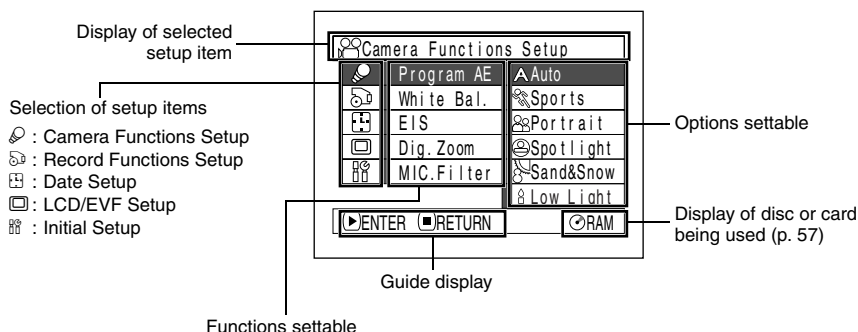 Display of selected
setup item
Camera Functions Setup
Selection of setup items
: Camera Functions Setup
: Record Functions Setup
: Date Setup
: LCD/EVF Setup
: Initial Setup
Program AE
White Bal.
EIS
Dig. Zoom
MIC.Filter
A Auto
Sports
Portrait
Spotlight
Sand&Snow
Low Light
Options settable
ENTER RETURN
RAM
Display of disc or card
being used (p. 57)
Guide display
Functions settable